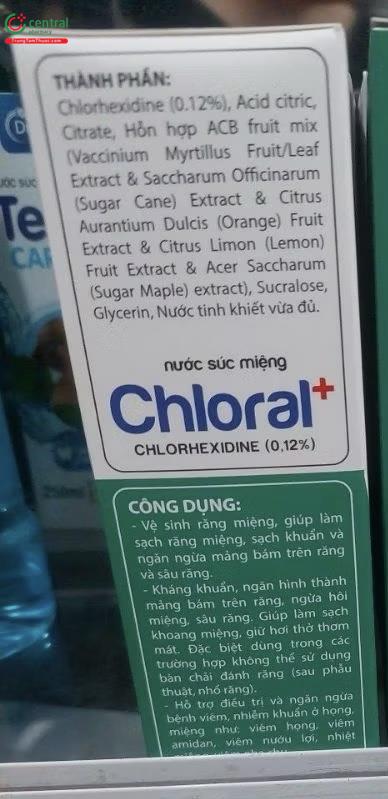 central
pharmacy
TrungTamThuoc.com
THÀNH PHẦN:
Chlorhexidine (0.12%), Acid citric,
Citrate, Hỗn hợp ACB fruit mix
(Vaccinium Myrtillus Fruit/Leaf
Extract & Saccharum Officinarum
(Sugar Cane) Extract & Citrus
Aurantium Dulcis (Orange) Fruit
Extract & Citrus Limon (Lemon)
Fruit Extract & Acer Saccharum
(Sugar Maple) extract), Sucralose,
Glycerin, Nước tinh khiết vừa đủ.
nước súc miệng
Chloral+
CHLORHEXIDINE (0,12%)
CÔNG DỤNG:
- Vệ sinh răng miệng, giúp làm
sạch răng miệng, sạch khuẩn và
ngăn ngừa mảng bám trên răng
và sâu răng.
- Kháng khuẩn, ngăn hình thành
mảng bám trên răng, ngừa hôi
miệng, sâu răng. Giúp làm sạch
khoang miệng, giữ hơi thở thơm
mát. Đặc biệt dùng trong các
trường hợp không thể sử dụng
bàn chải đánh răng (sau phẫu
thuật, nhổ răng).
- Hỗ trợ điều trị và ngăn ngừa
bệnh viêm, nhiễm khuẩn ở họng,
miệng như: viêm họng, viêm
amidan, viêm nướu lợi, nhiệt
Te
CAR
250ml